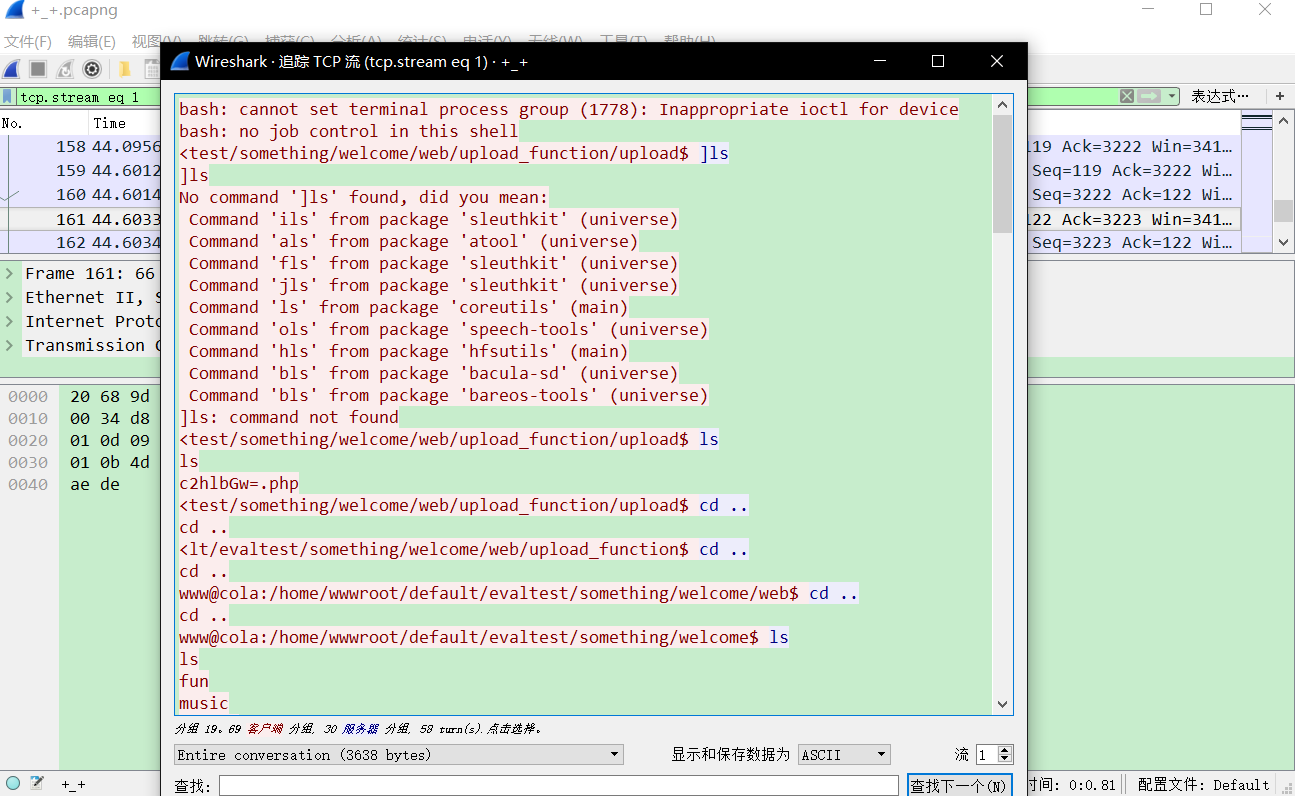 +_+.pcapng
文件(F) 编辑(E) 视图(V) 跳转(G) 捕获(C) 分析(A) 统计(S) 电话(Y) 无线(W) 工具(T) 帮助(H)
Wireshark · 追踪 TCP 流 (tcp.stream eq 1) · +_+
tcp.stream eq 1
表达式… +
No. Time
158 44.0956
119 Ack=3222 Win=341…
159 44.6012
Seq=119 Ack=3222 Wi…
160 44.6014
Seq=3222 Ack=122 Wi…
161 44.6033
122 Ack=3223 Win=341…
162 44.6034
Seq=3223 Ack=122 Wi…
Frame 161: 66
Ethernet II, S
Internet Proto
Transmission C
0000 20 68 9d
0010 00 34 d8
0020 01 0d 09
0030 01 0b 4d
0040 ae de
bash: cannot set terminal process group (1778): Inappropriate ioctl for device
bash: no job control in this shell
<test/something/welcome/web/upload_function/upload$ ]ls
]ls
No command ']ls' found, did you mean:
Command 'ils' from package 'sleuthkit' (universe)
Command 'als' from package 'atool' (universe)
Command 'fls' from package 'sleuthkit' (universe)
Command 'jls' from package 'sleuthkit' (universe)
Command 'ls' from package 'coreutils' (main)
Command 'ols' from package 'speech-tools' (universe)
Command 'hls' from package 'hfsutils' (main)
Command 'bls' from package 'bacula-sd' (universe)
Command 'bls' from package 'bareos-tools' (universe)
]ls: command not found
<test/something/welcome/web/upload_function/upload$ ls
ls
c2hlbGw=.php
<test/something/welcome/web/upload_function/upload$ cd ..
cd ..
<lt/evaltest/something/welcome/web/upload_function$ cd ..
cd ..
www@cola:/home/wwwroot/default/evaltest/something/welcome/web$ cd ..
cd ..
www@cola:/home/wwwroot/default/evaltest/something/welcome$ ls
ls
fun
music
分组 19。69 客户端 分组, 30 服务器 分组, 50 turn(s).点击选择。
Entire conversation (3638 bytes)
显示和保存数据为 ASCII
流 1
查找:
查找下一个(N)
+_+
时间: 0:0.81
配置文件: Default